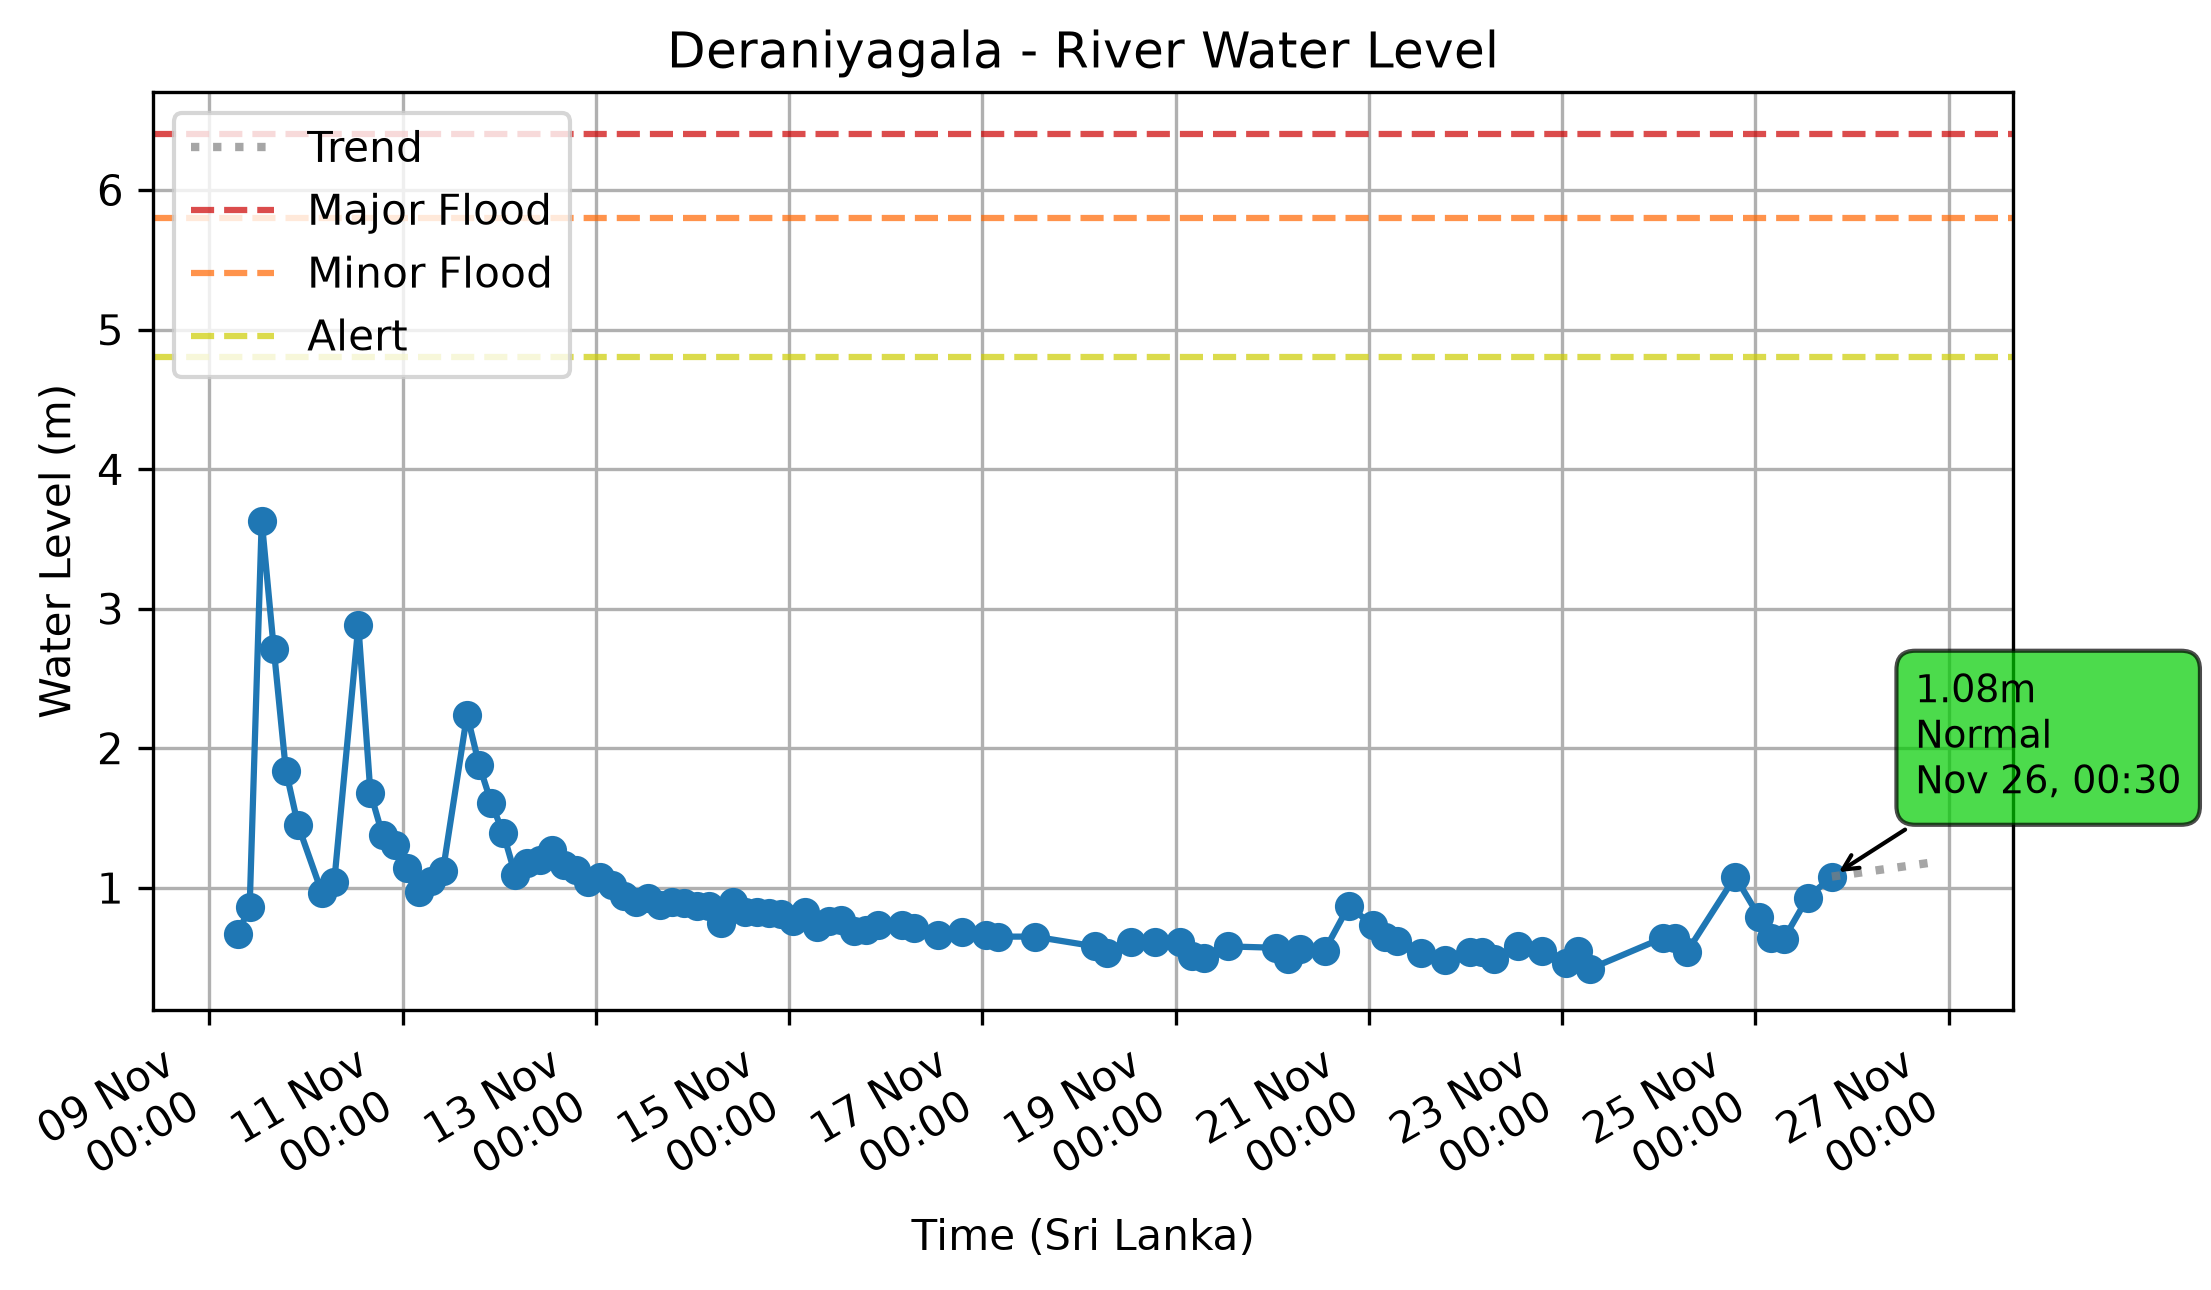 Deraniyagala - River Water Level
Trend
Major Flood
Minor Flood
Alert
Water Level (m)
6
5
4
3
2
1
1.08m
Normal
Nov 26, 00:30
09 Nov
00:00
11 Nov
00:00
13 Nov
00:00
15 Nov
00:00
17 Nov
00:00
19 Nov
00:00
21 Nov
00:00
23 Nov
00:00
25 Nov
00:00
27 Nov
00:00
Time (Sri Lanka)